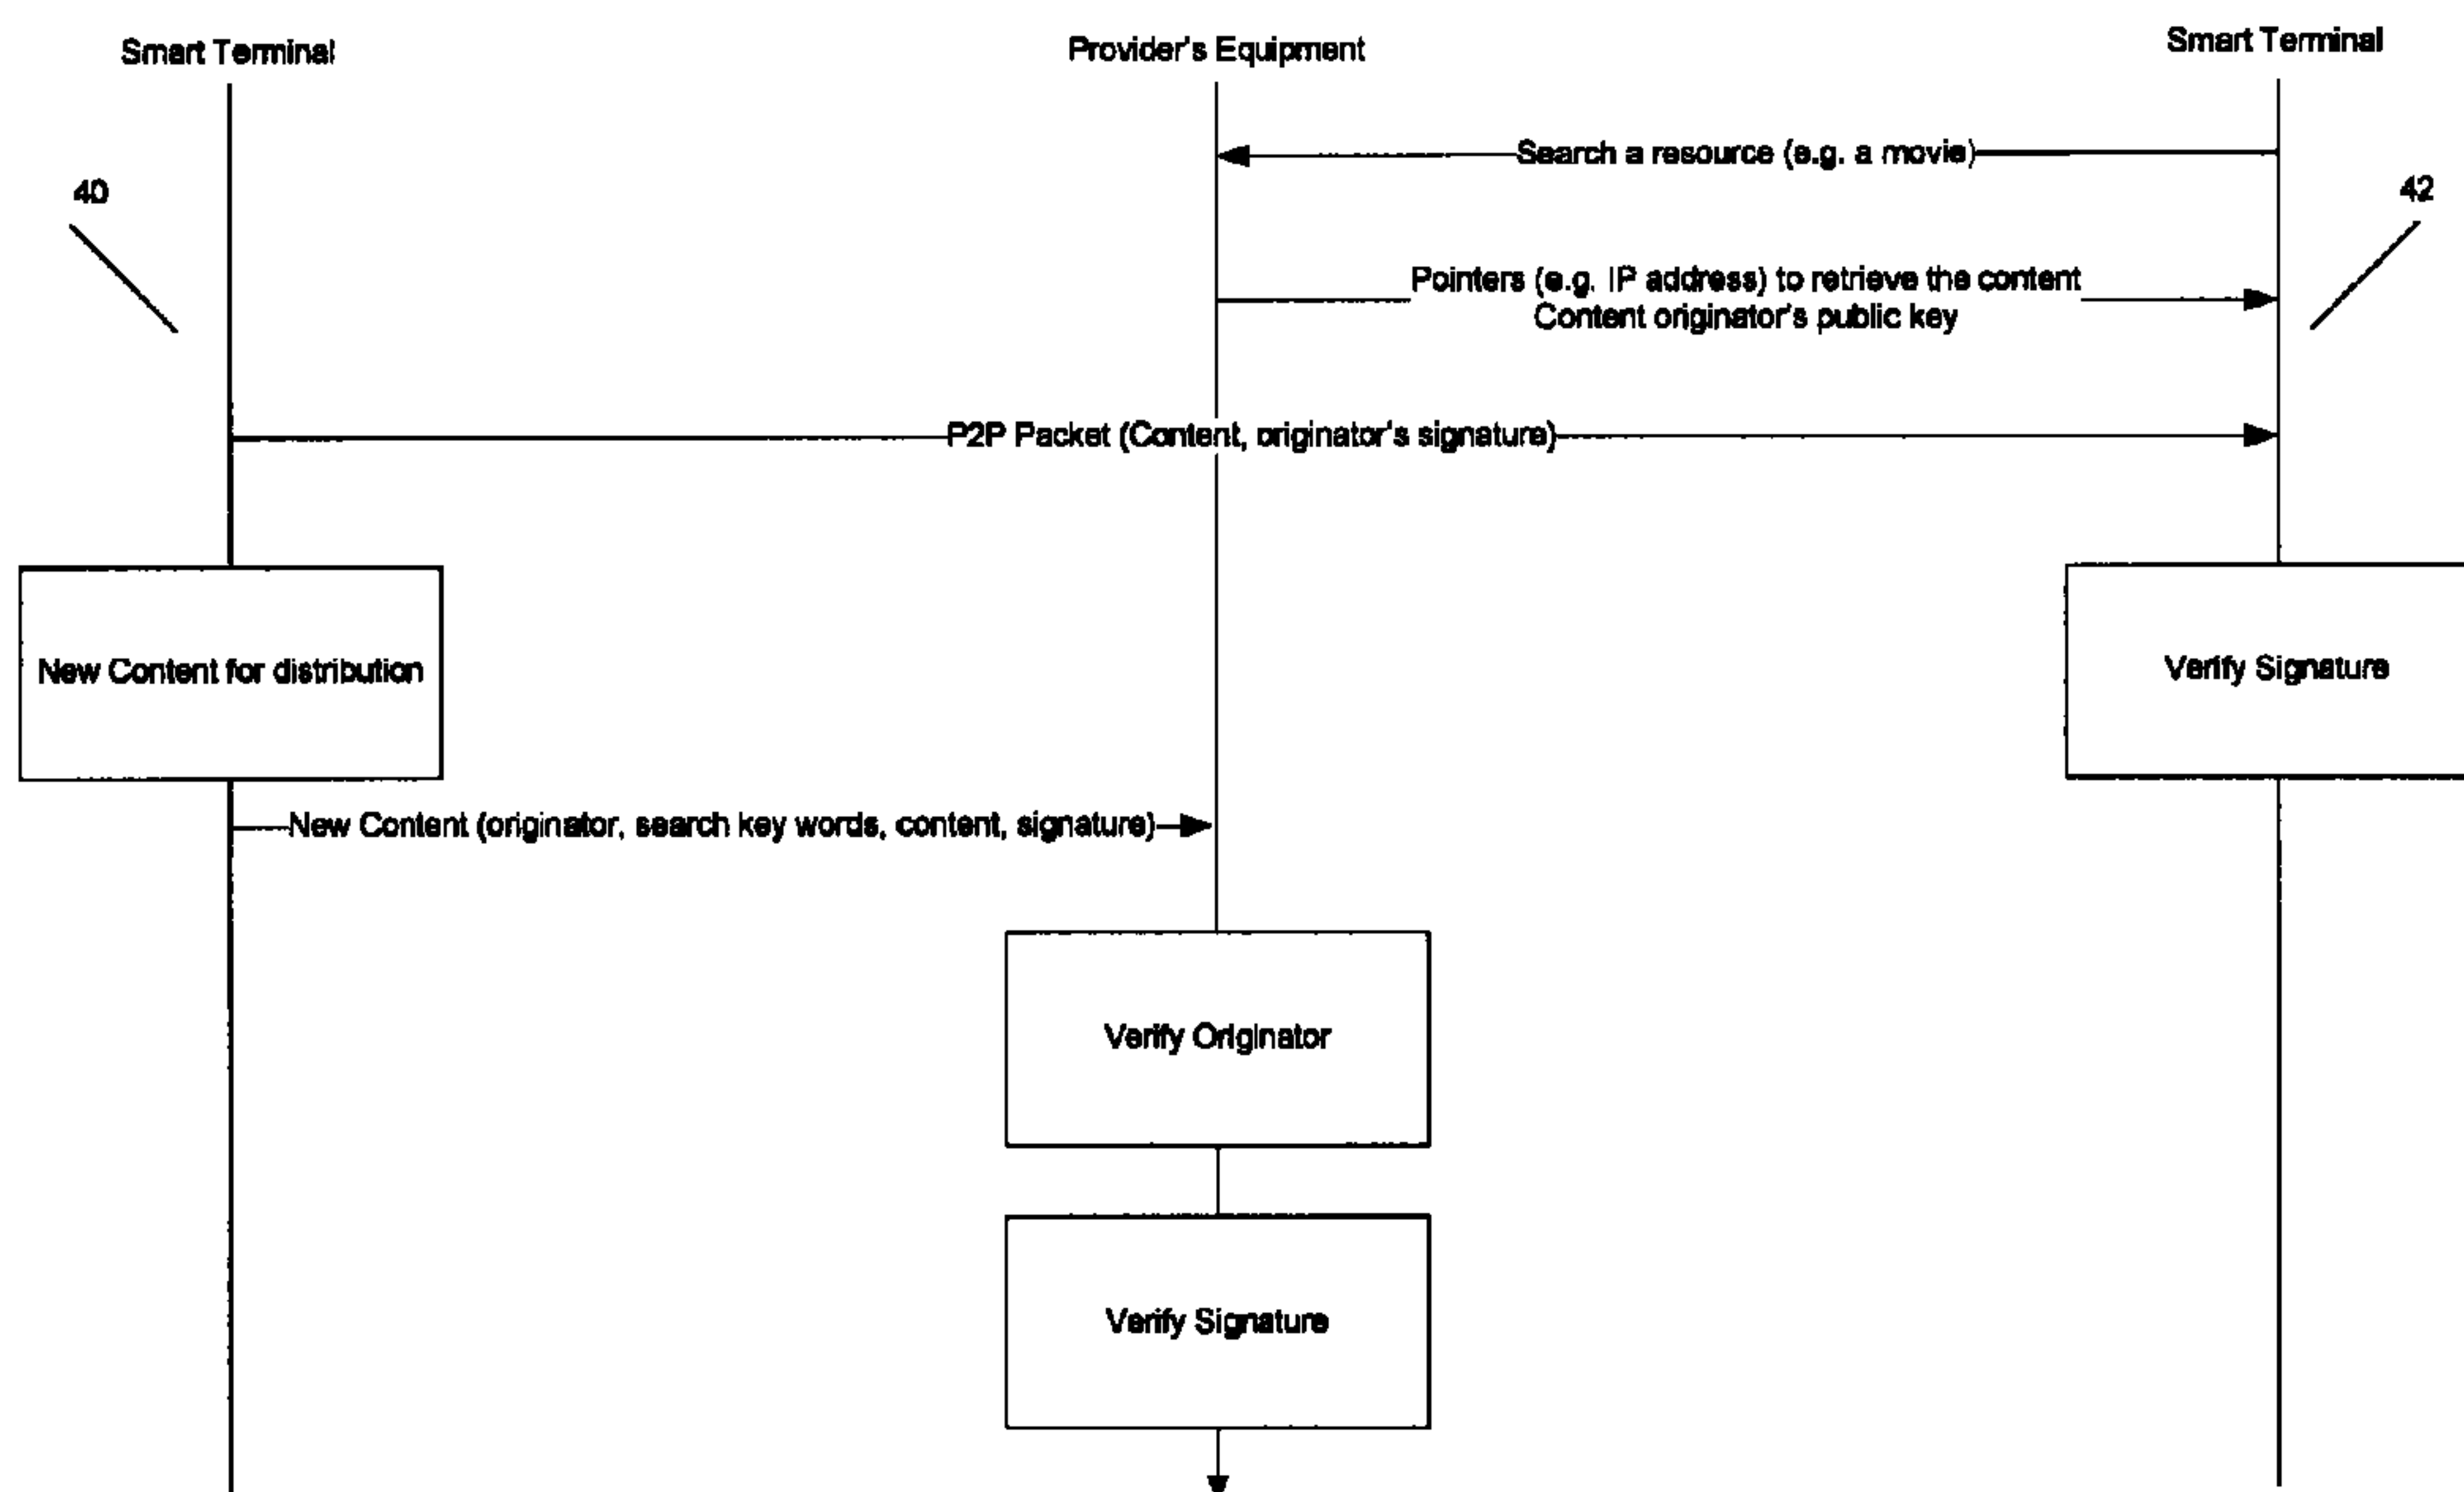 Smart Terminal
Provider's Equipment
Smart Terminal
Search a resource (e.g. a movie)
40
42
Pointers (e.g. IP address) to retrieve the content
Content originator's public key
P2P Packet (Content, originator's signature)
New Content for distribution
Verify Signature
New Content (originator, search key words, content, signature)
Verify Originator
Verify Signature